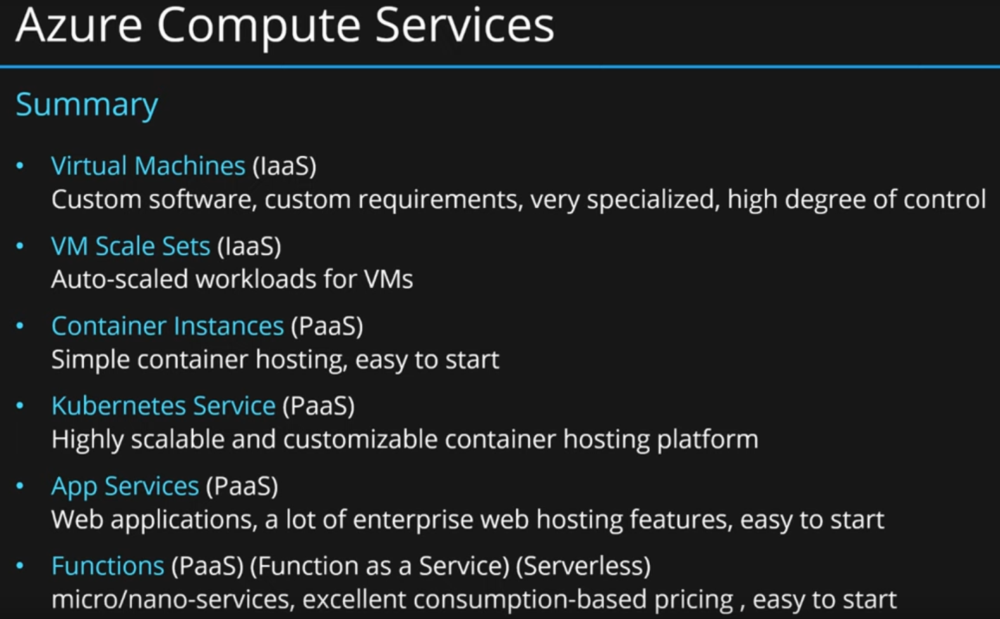 Azure Compute Services
Summary
• Virtual Machines (IaaS)
Custom software, custom requirements, very specialized, high degree of control
• VM Scale Sets (IaaS)
Auto-scaled workloads for VMs
• Container Instances (PaaS)
Simple container hosting, easy to start
• Kubernetes Service (PaaS)
Highly scalable and customizable container hosting platform
• App Services (PaaS)
Web applications, a lot of enterprise web hosting features, easy to start
• Functions (PaaS) (Function as a Service) (Serverless)
micro/nano-services, excellent consumption-based pricing , easy to start